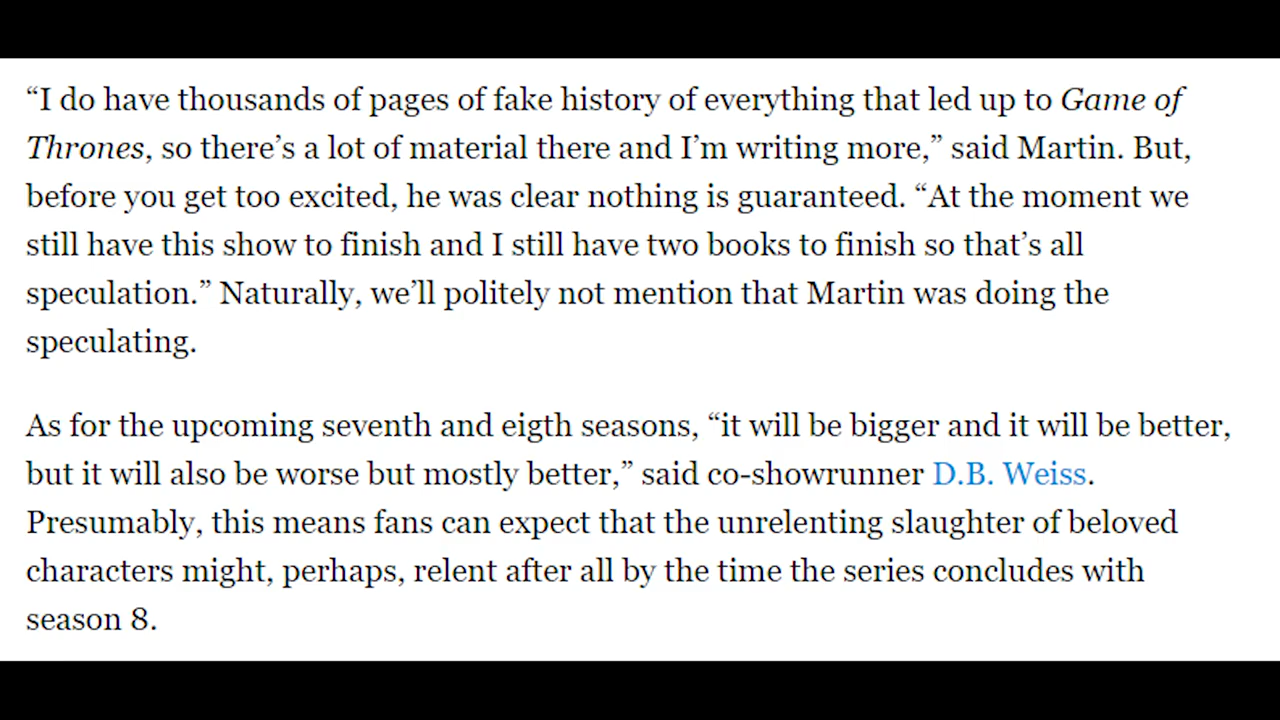 “I do have thousands of pages of fake history of everything that led up to Game of
Thrones, so there’s a lot of material there and I’m writing more,” said Martin. But,
before you get too excited, he was clear nothing is guaranteed. “At the moment we
still have this show to finish and I still have two books to finish so that’s all
speculation.” Naturally, we’ll politely not mention that Martin was doing the
speculating.
As for the upcoming seventh and eigth seasons, “it will be bigger and it will be better,
but it will also be worse but mostly better,” said co-showrunner D.B. Weiss.
Presumably, this means fans can expect that the unrelenting slaughter of beloved
characters might, perhaps, relent after all by the time the series concludes with
season 8.